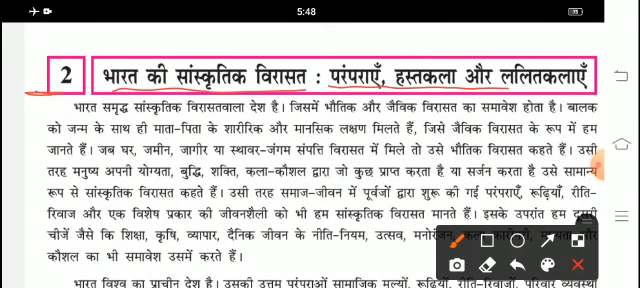 5:48
2 भारत की सांस्कृतिक विरासत : परंपराएँ, हस्तकला और ललितकलाएँ
भारत समृद्ध सांस्कृतिक विरासतवाला देश है । जिसमें भौतिक और जैविक विरासत का समावेश होता है । बालक
को जन्म के साथ ही माता-पिता के शारीरिक और मानसिक लक्षण मिलते हैं, जिसे जैविक विरासत के रूप में हम
जानते हैं । जब घर, जमीन, जागीर या स्थावर-जंगम संपत्ति विरासत में मिले तो उसे भौतिक विरासत कहते हैं । उसी
तरह मनुष्य अपनी योग्यता, बुद्धि, शक्ति, कला-कौशल द्वारा जो कुछ प्राप्त करता है या सर्जन करता है उसे सामान्य
रूप से सांस्कृतिक विरासत कहते हैं । उसी तरह समाज-जीवन में पूर्वजों द्वारा शुरू की गई परंपराएँ, रूढ़ियाँ, रीति-
रिवाज और एक विशेष प्रकार की जीवनशैली को भी हम सांस्कृतिक विरासत मानते हैं । इसके उपरांत हम
चीजें जैसे कि शिक्षा, कृषि, व्यापार, दैनिक जीवन के नीति-नियम, उत्सव, मनोरंजन, और
कौशल का भी समावेश उसमें करते हैं ।
भारत विश्व का प्राचीन देश है । उसकी उत्तम परंपराओं सामाजिक मूल्यों, रूढ़ियों, रीति-रिवाजों, परिवार व्यवस्था